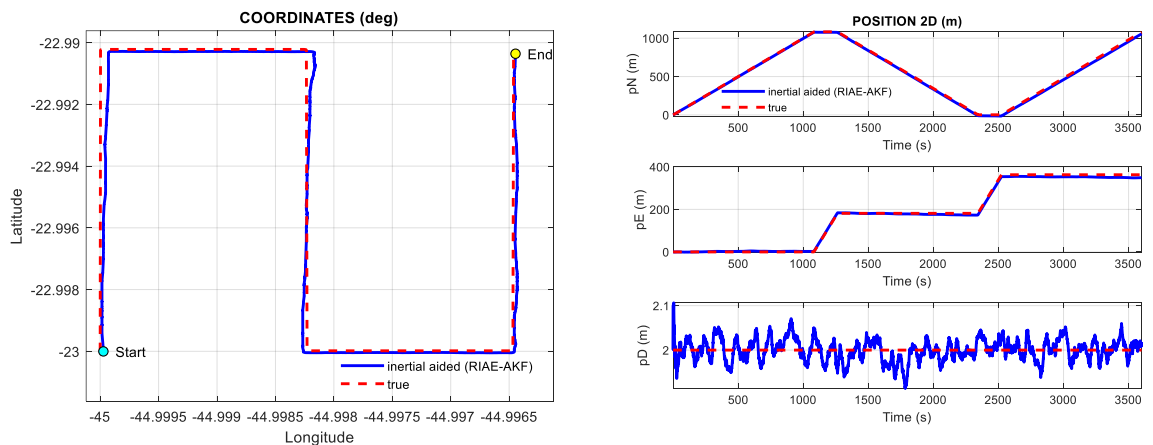 COORDINATES (deg)
-22.99
-22.992
-22.994
-22.996
-22.998
-23
Latitude
End
Start
inertial aided (RIAE-AKF)
true
-45 -44.9995 -44.999 -44.9985 -44.998 -44.9975 -44.997 -44.9965
Longitude
POSITION 2D (m)
1000
500
0
pN (m)
inertial aided (RIAE-AKF)
true
500 1000 1500 2000 2500 3000 3500
Time (s)
400
200
0
pE (m)
500 1000 1500 2000 2500 3000 3500
Time (s)
2.1
2
pD (m)
500 1000 1500 2000 2500 3000 3500
Time (s)